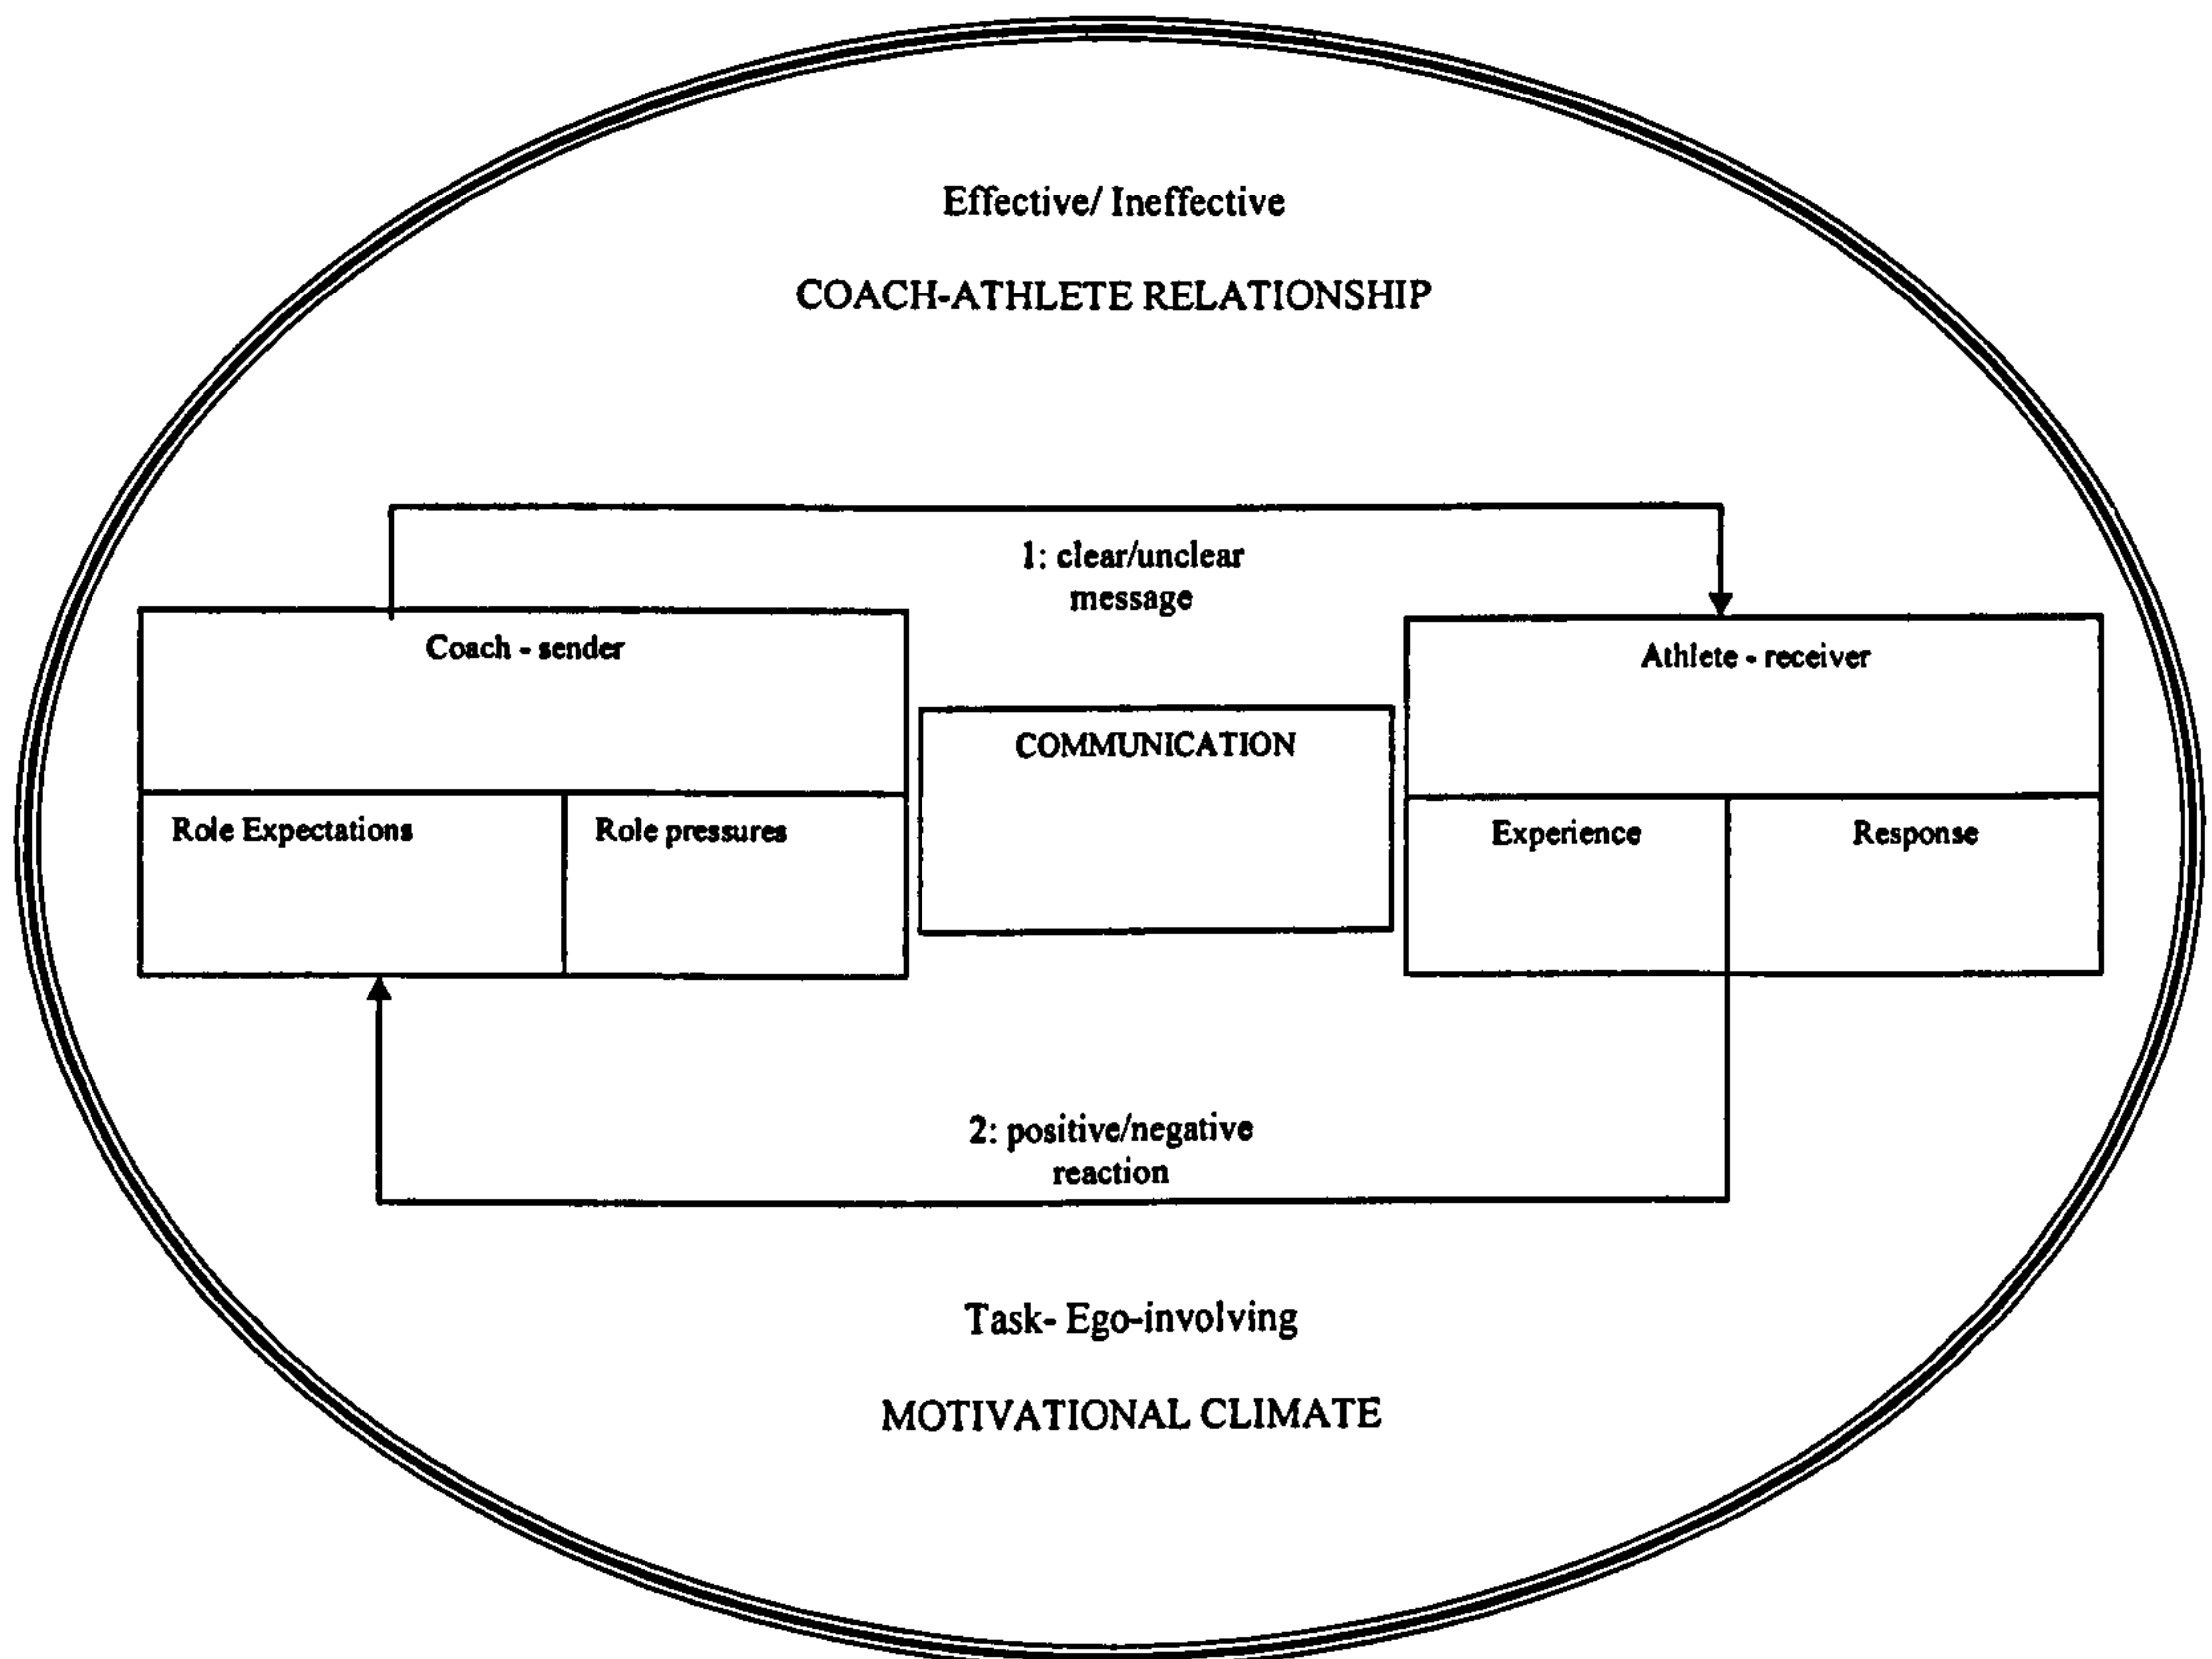 Effective/ Ineffective
COACH-ATHLETE RELATIONSHIP
1: clear/unclear
message
Coach - sender
Athlete - receiver
COMMUNICATION
Role Expectations
Role pressures
Experience
Response
2: positive/negative
reaction
Task- Ego-involving
MOTIVATIONAL CLIMATE